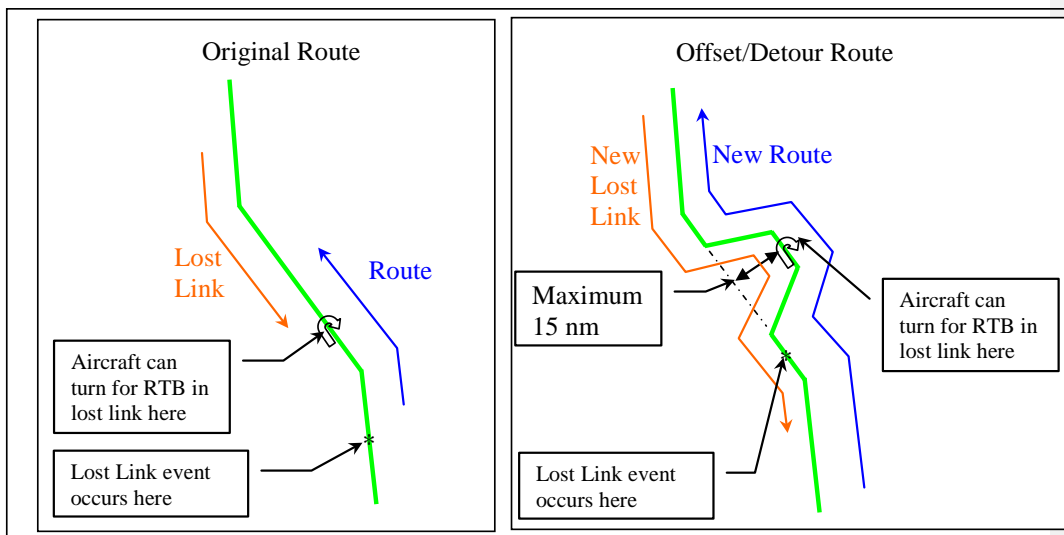 Original Route
Lost
Link
Route
Aircraft can
turn for RTB in
lost link here
Lost Link event
occurs here
*
Offset/Detour Route
New
Lost
Link
New Route
Maximum
15 nm
Aircraft can
turn for RTB in
lost link here
*
Lost Link event
occurs here